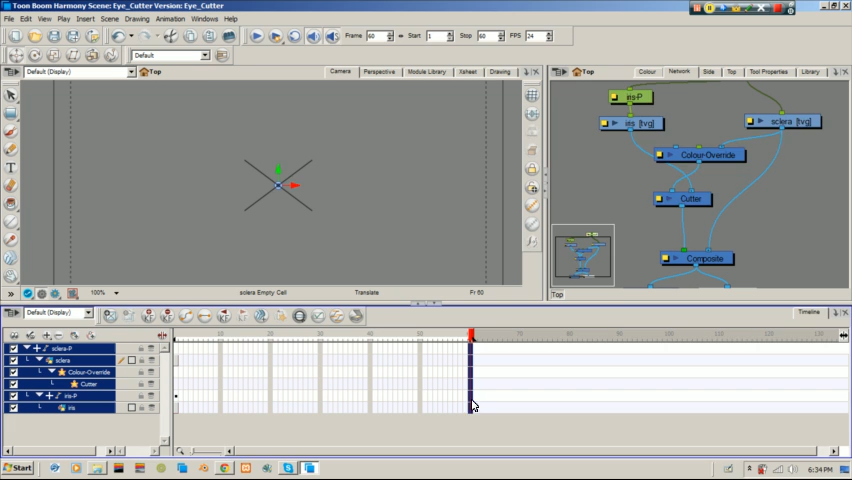 Toon Boom Harmony Scene: Eye_Cutter Version: Eye_Cutter
File Edit View Play Insert Scene Drawing Animation Windows Help
Frame 60 Start 1 Stop 60 FPS 24
Default
Default (Display) Top Camera Perspective Module Library Xsheet Drawing
Top Colour Network Side Top Tool Properties Library
iris-P
iris [tvg]
sclera [tvg]
Colour-Override
Cutter
Composite
T
100% sclera Empty Cell Translate Fr 60
Top
Default (Display) Timeline
10 20 30 40 50 70 80 90 100 110 120 130
sclera-P
sclera
Colour-Override
Cutter
iris-P
iris
Start 6:34 PM